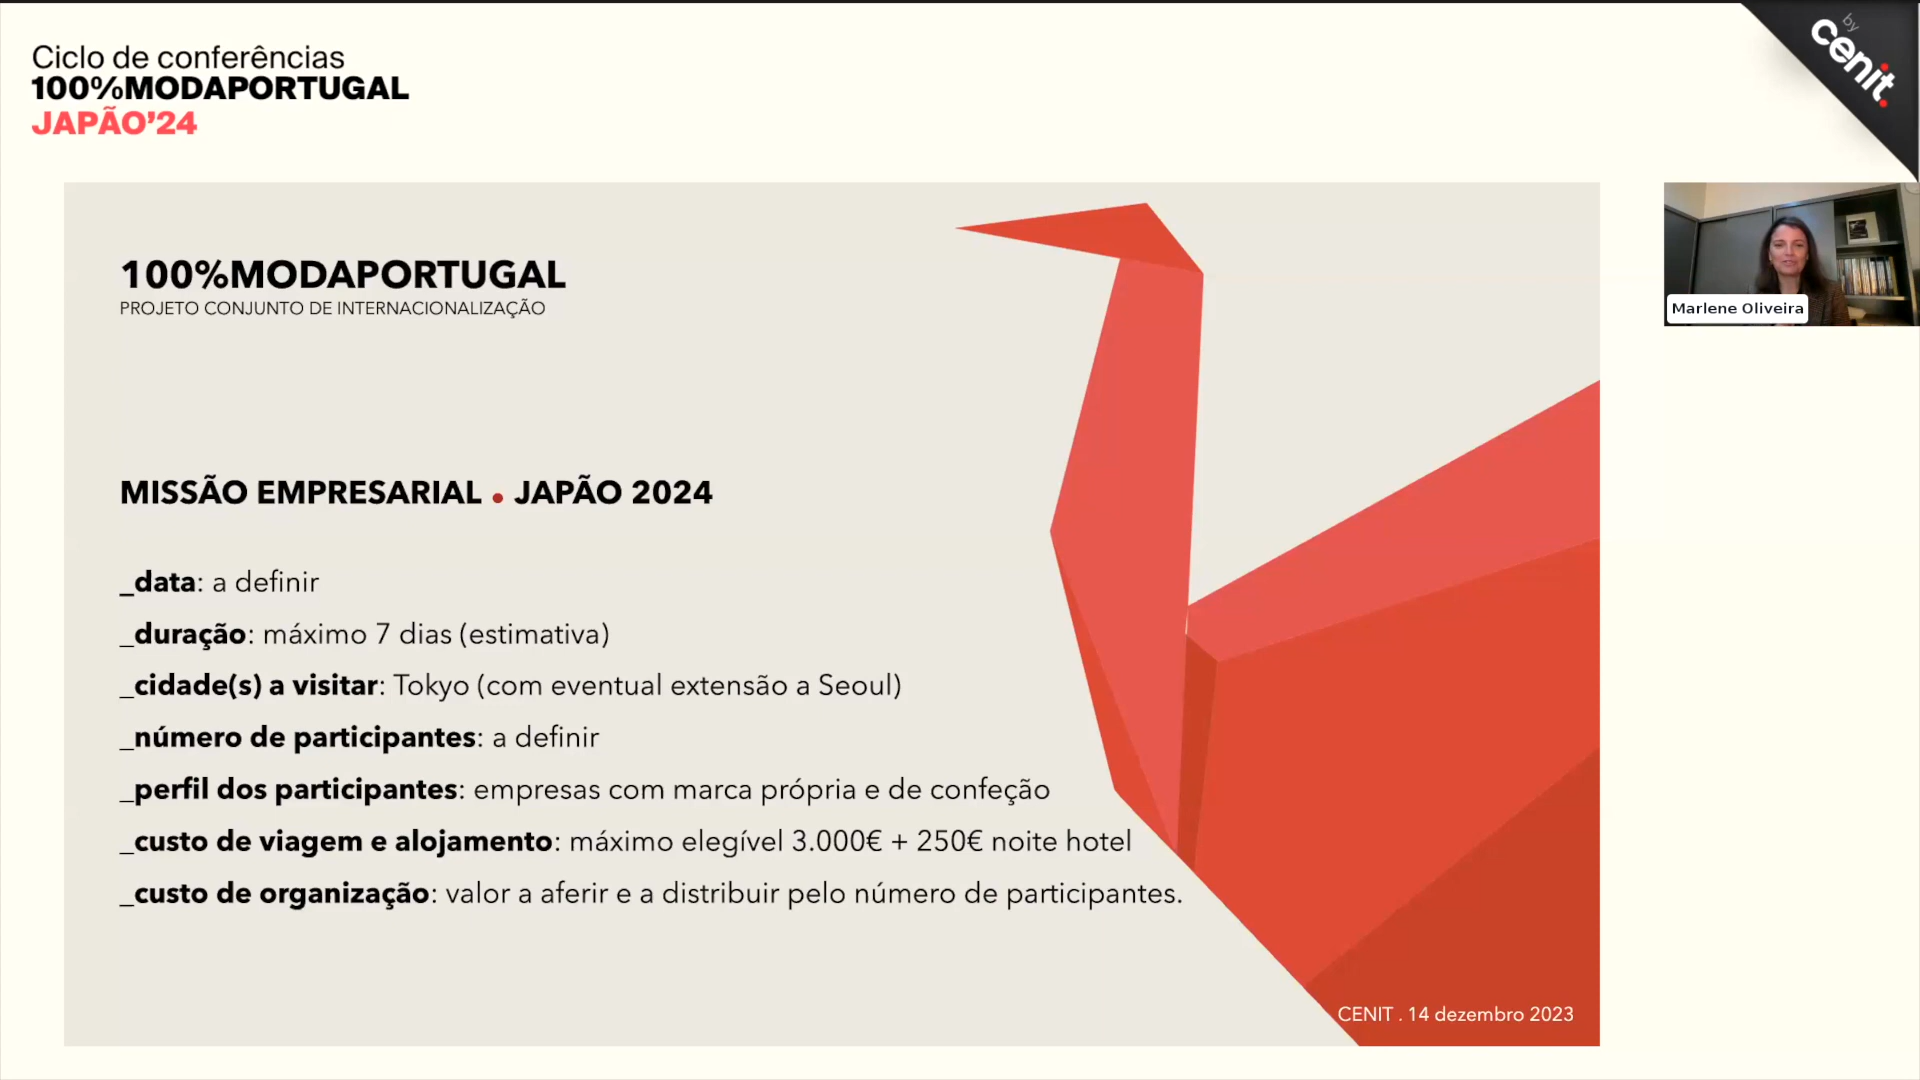 Ciclo de conferências
100%MODAPORTUGAL
JAPÃO’24
by
cenit.
100%MODAPORTUGAL
PROJETO CONJUNTO DE INTERNACIONALIZAÇÃO
Marlene Oliveira
MISSÃO EMPRESARIAL . JAPÃO 2024
_data: a definir
_duração: máximo 7 dias (estimativa)
_cidade(s) a visitar: Tokyo (com eventual extensão a Seoul)
_número de participantes: a definir
_perfil dos participantes: empresas com marca própria e de confeção
_custo de viagem e alojamento: máximo elegível 3.000€ + 250€ noite hotel
_custo de organização: valor a aferir e a distribuir pelo número de participantes.
CENIT . 14 dezembro 2023